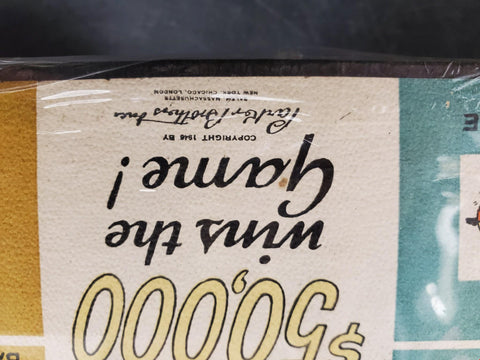 $50,000
wins the
Game!
COPYRIGHT 1946 BY
Parker Brothers Inc
SALEM, MASSACHUSETTS
NEW YORK, CHICAGO, LONDON